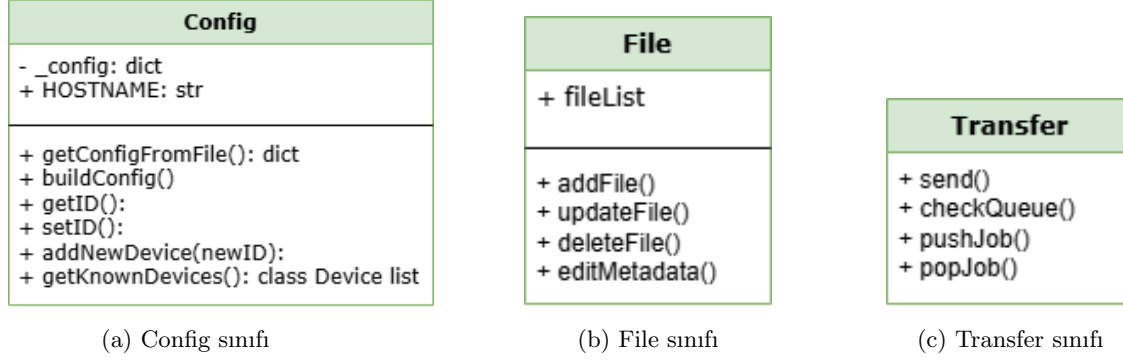 Config
- _config: dict
+ HOSTNAME: str
+ getConfigFromFile(): dict
+ buildConfig()
+ getID():
+ setID():
+ addNewDevice(newID):
+ getKnownDevices(): class Device list
(a) Config sınıfı
File
+ fileList
+ addFile()
+ updateFile()
+ deleteFile()
+ editMetadata()
(b) File sınıfı
Transfer
+ send()
+ checkQueue()
+ pushJob()
+ popJob()
(c) Transfer sınıfı